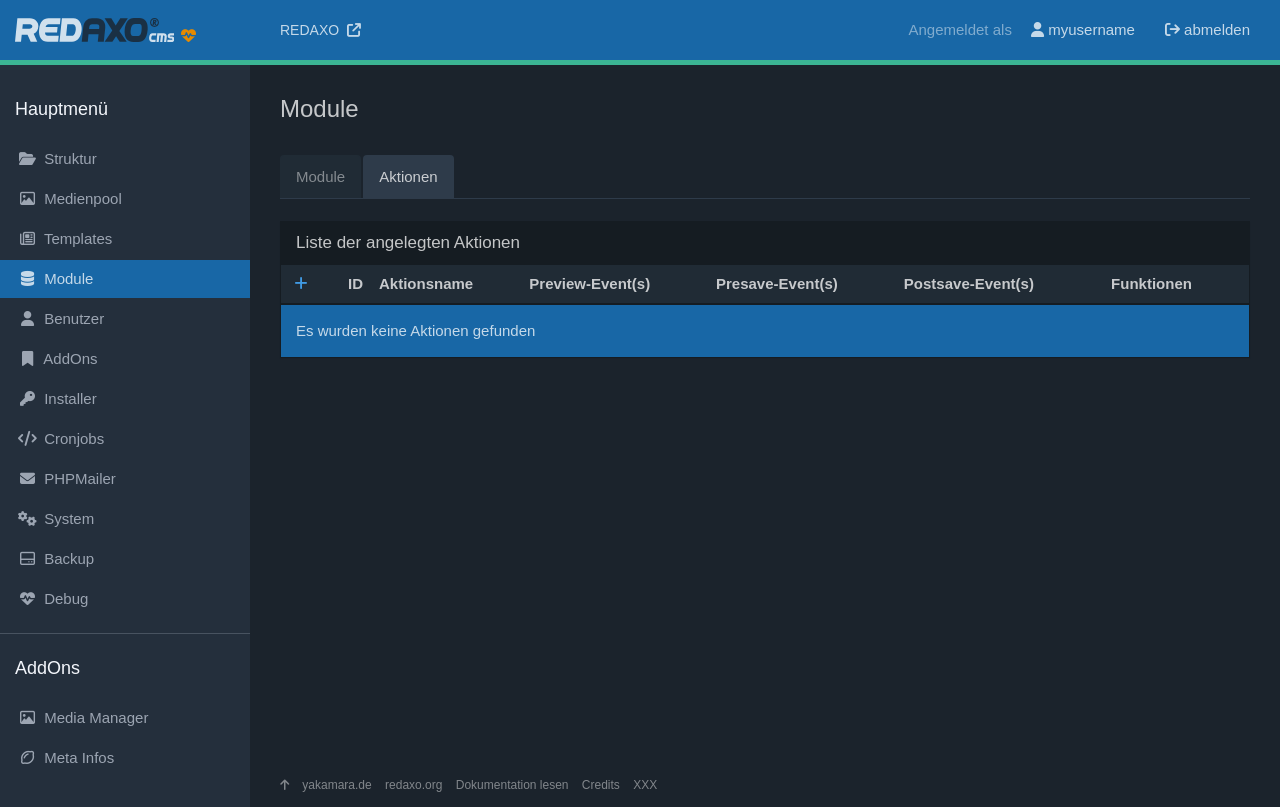 REDAXO® cms
REDAXO
Angemeldet als myusername abmelden
Hauptmenü
Struktur
Medienpool
Templates
Module
Benutzer
AddOns
Installer
Cronjobs
PHPMailer
System
Backup
Debug
AddOns
Media Manager
Meta Infos
Module
Module Aktionen
Liste der angelegten Aktionen
ID Aktionsname Preview-Event(s) Presave-Event(s) Postsave-Event(s) Funktionen
Es wurden keine Aktionen gefunden
yakamara.de redaxo.org Dokumentation lesen Credits XXX